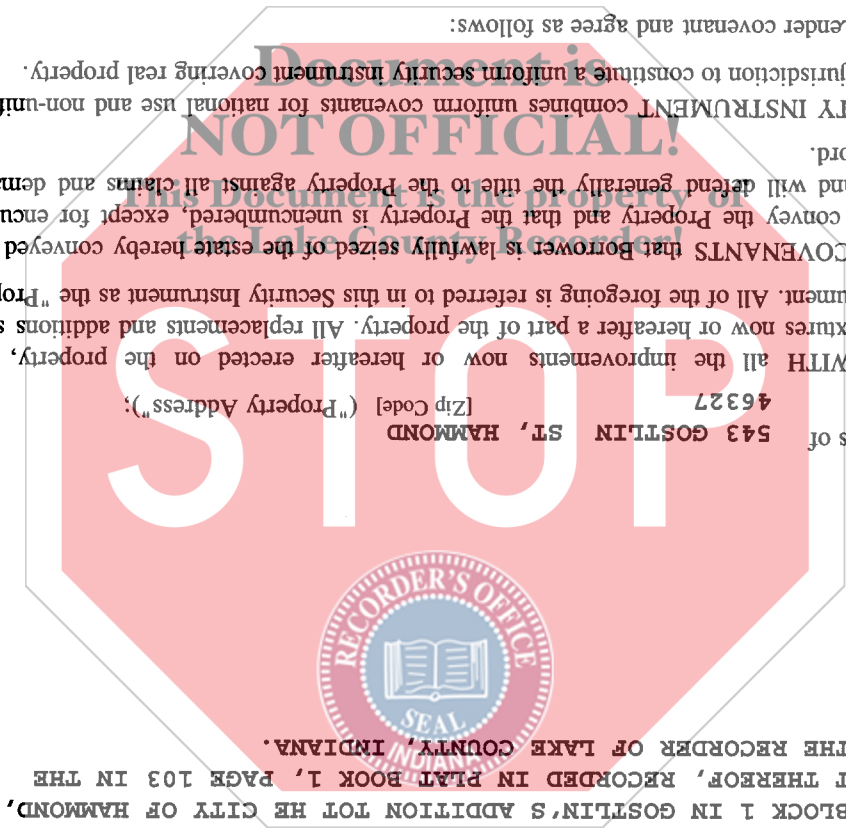 BLOCK 1 IN GOSTLIN'S ADDITION TOT HE CITY OF HAMMOND,
T THEREOF, RECORDED IN PLAT BOOK 1, PAGE 103 IN THE
THE RECORDER OF LAKE COUNTY, INDIANA.
s of 543 GOSTLIN ST, HAMMOND
46327 [Zip Code] ("Property Address");
WITH all the improvements now or hereafter erected on the property,
xtures now or hereafter a part of the property. All replacements and additions s
ument. All of the foregoing is referred to in this Security Instrument as the "Prop
COVENANTS that Borrower is lawfully seized of the estate hereby conveyed
convey the Property and that the Property is unencumbered, except for encu
nd will defend generally the title to the Property against all claims and dema
ord.
TY INSTRUMENT combines uniform covenants for national use and non-unif
jurisdiction to constitute a uniform security instrument covering real property.
ender covenant and agree as follows:
Document is
NOT OFFICIAL!
This Document is the property of
the Lake County Recorder!
STOP
RECORDER'S OFFICE
SEAL
INDIANA